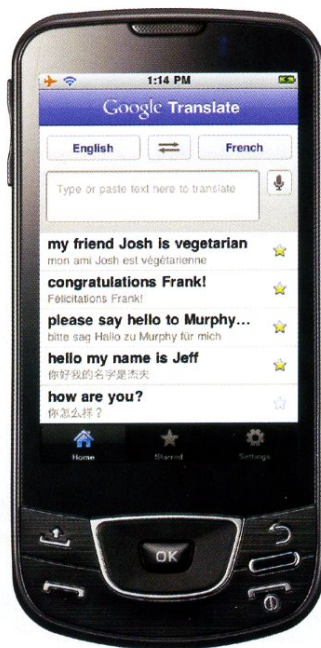 1:14 PM
Google Translate
English
French
Type or paste text here to translate
my friend Josh is vegetarian
mon ami Josh est végétarienne
congratulations Frank!
Félicitations Frank!
please say hello to Murphy...
bitte sag Hallo zu Murphy für mich
hello my name is Jeff
你好我的名字是杰夫
how are you?
你怎么样？
Home
Starred
Settings
OK